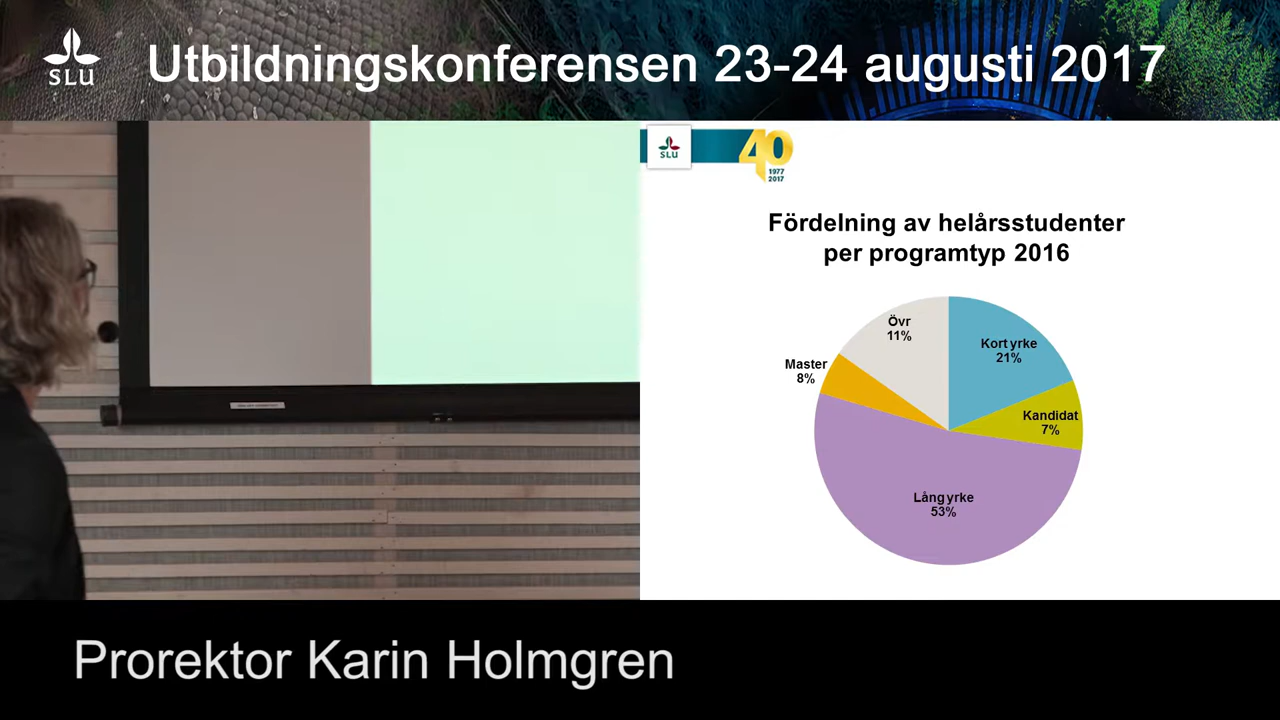 SLU
Utbildningskonferensen 23-24 augusti 2017
SLU
40
1977
2017
Fördelning av helårsstudenter
per programtyp 2016
Övr
11%
Kort yrke
21%
Master
8%
Kandidat
7%
Lång yrke
53%
Prorektor Karin Holmgren